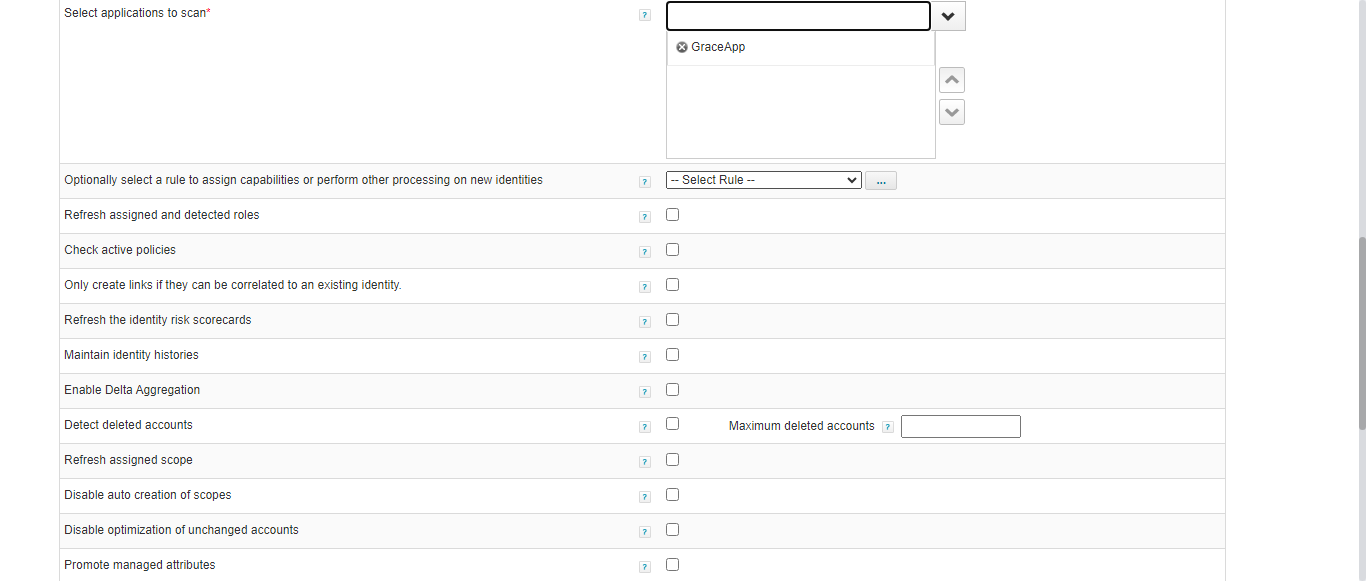 Select applications to scan* ?
GraceApp
Optionally select a rule to assign capabilities or perform other processing on new identities ? -- Select Rule -- ...
Refresh assigned and detected roles ?
Check active policies ?
Only create links if they can be correlated to an existing identity. ?
Refresh the identity risk scorecards ?
Maintain identity histories ?
Enable Delta Aggregation ?
Detect deleted accounts ? Maximum deleted accounts ?
Refresh assigned scope ?
Disable auto creation of scopes ?
Disable optimization of unchanged accounts ?
Promote managed attributes ?